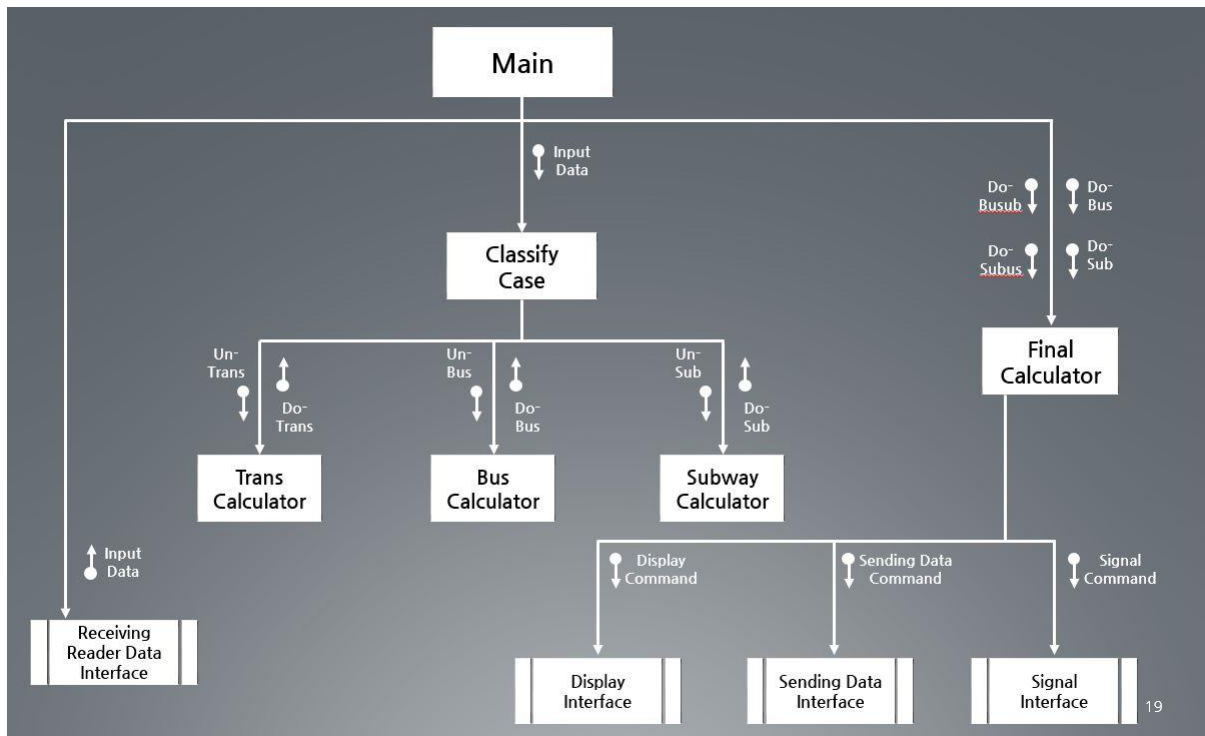 Main
Input
Data
Do-
Busub
Do-
Bus
Do-
Subus
Do-
Sub
Classify
Case
Final
Calculator
Un-
Trans
Do-
Trans
Un-
Bus
Do-
Bus
Un-
Sub
Do-
Sub
Trans
Calculator
Bus
Calculator
Subway
Calculator
Input
Data
Display
Command
Sending Data
Command
Signal
Command
Receiving
Reader Data
Interface
Display
Interface
Sending Data
Interface
Signal
Interface
19